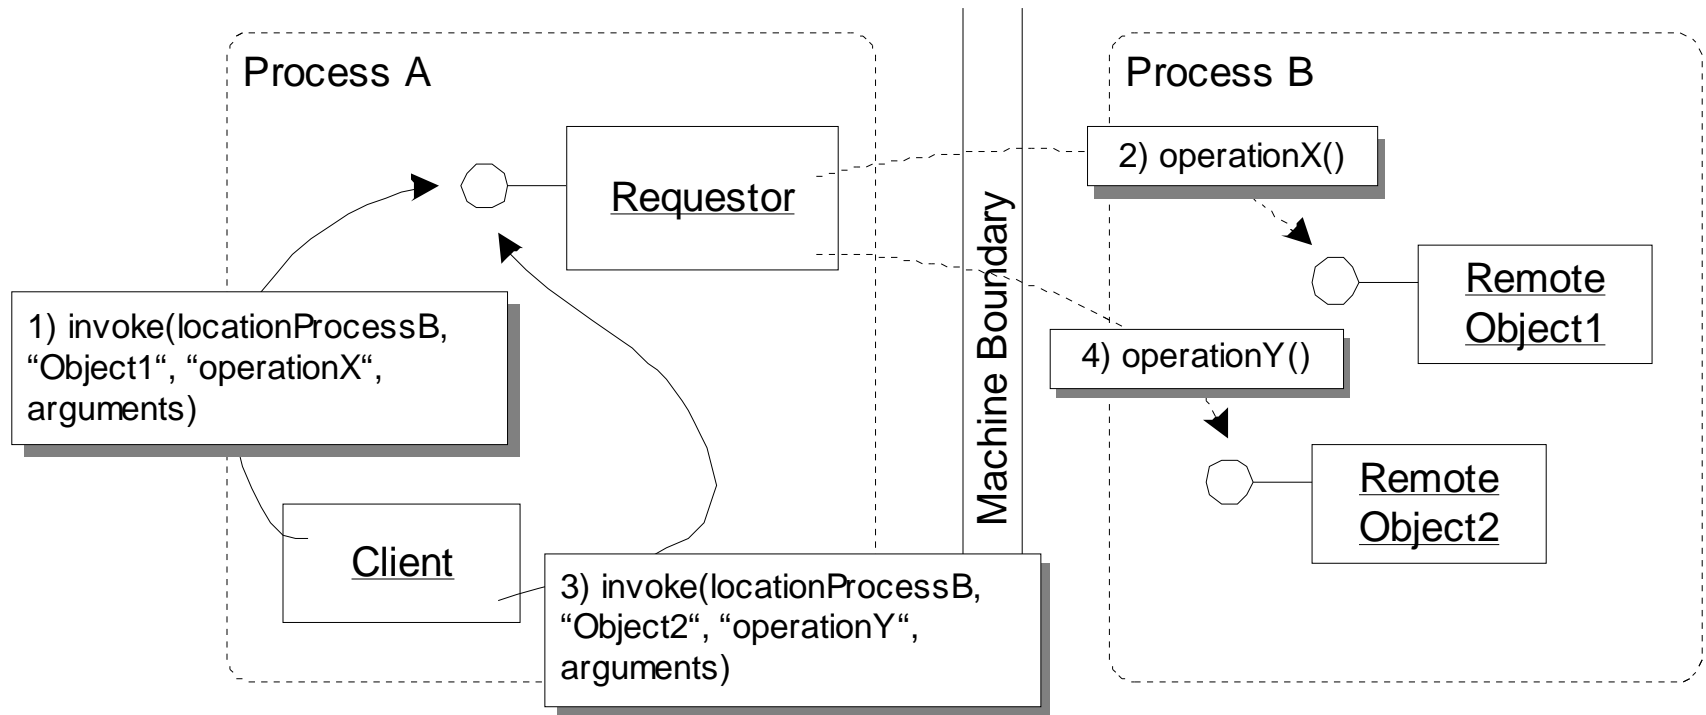 Process A
Process B
2) operationX()
Requestor
Machine Boundary
Remote
Object1
1) invoke(locationProcessB,
“Object1“, “operationX“,
arguments)
4) operationY()
Remote
Object2
Client
3) invoke(locationProcessB,
“Object2“, “operationY“,
arguments)